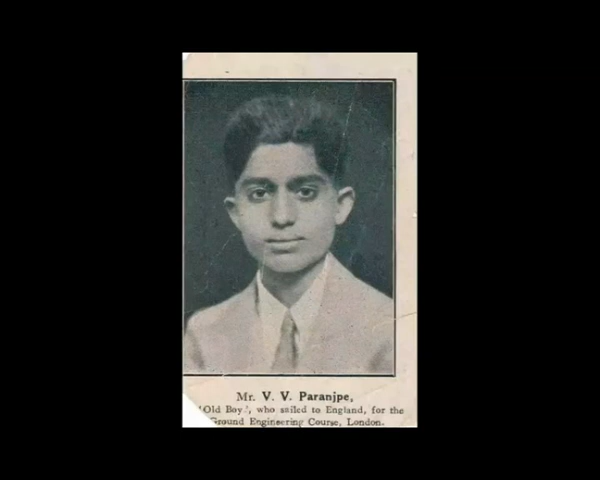 Mr. V. V. Paranjpe,
'Old Boy', who sailed to England, for the
Ground Engineering Course, London.